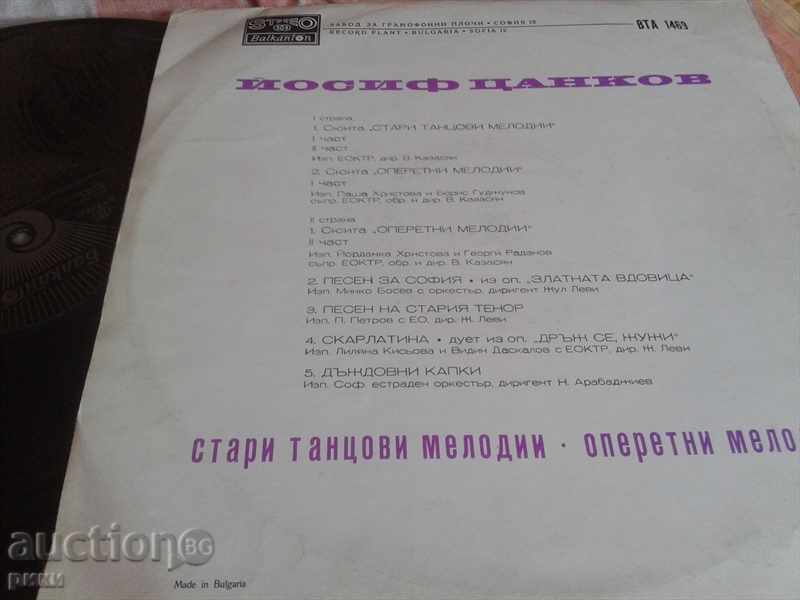 STEREO
101
Balkanton
ЗАВОД ЗА ГРАМОФОННИ ПЛОЧИ • СОФИЯ 12
RECORD PLANT • BULGARIA • SOFIA 12
ВТА 1469
ЙОСИФ ЦАНКОВ
I страна
1. Сюита „СТАРИ ТАНЦОВИ МЕЛОДИИ"
I част
II част
Изп. ЕОКТР, дир. В. Казасян
2. Сюита „ОПЕРЕТНИ МЕЛОДИИ"
I част
Изп. Паша Христова и Борис Гуджунов
съпр. ЕОКТР, обр. и дир. В. Казасян
II страна
1. Сюита „ОПЕРЕТНИ МЕЛОДИИ"
II част
Изп. Йорданка Христова и Георги Раданов
съпр. ЕОКТР, обр. и дир. В. Казасян
2. ПЕСЕН ЗА СОФИЯ • из оп. „ЗЛАТНАТА ВДОВИЦА"
Изп. Минко Босев с оркестър, диригент Жул Леви
3. ПЕСЕН НА СТАРИЯ ТЕНОР
Изп. П. Петров с ЕО, дир. Ж. Леви
4. СКАРЛАТИНА • дует из оп. „ДРЪЖ СЕ, ЖУЖИ"
Изп. Лиляна Кисьова и Видин Даскалов с ЕОКТР, дир. Ж. Леви
5. ДЪЖДОВНИ КАПКИ
Изп. Соф. естраден оркестър, диригент Н. Арабаджиев
стари танцови мелодии · оперетни мело
auction BG
рики
Made in Bulgaria